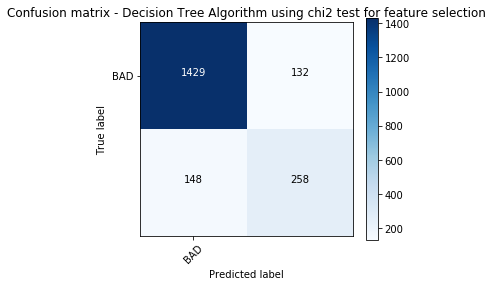 Confusion matrix - Decision Tree Algorithm using chi2 test for feature selection
BAD
1429
132
148
258
True label
BAD
Predicted label
1400
1200
1000
800
600
400
200